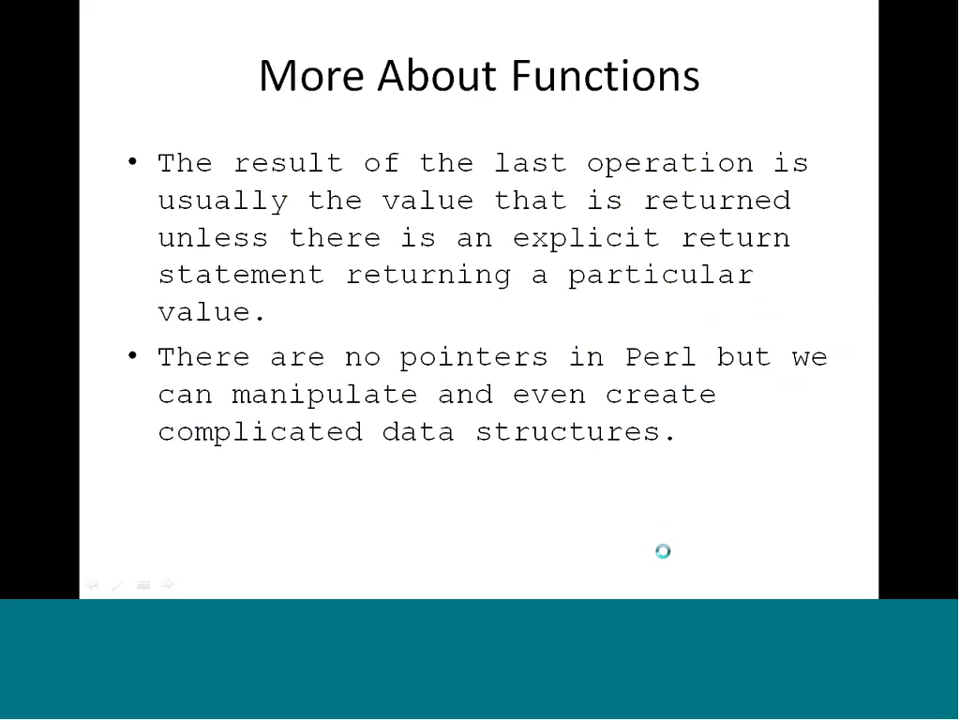 More About Functions
• The result of the last operation is
usually the value that is returned
unless there is an explicit return
statement returning a particular
value.
• There are no pointers in Perl but we
can manipulate and even create
complicated data structures.